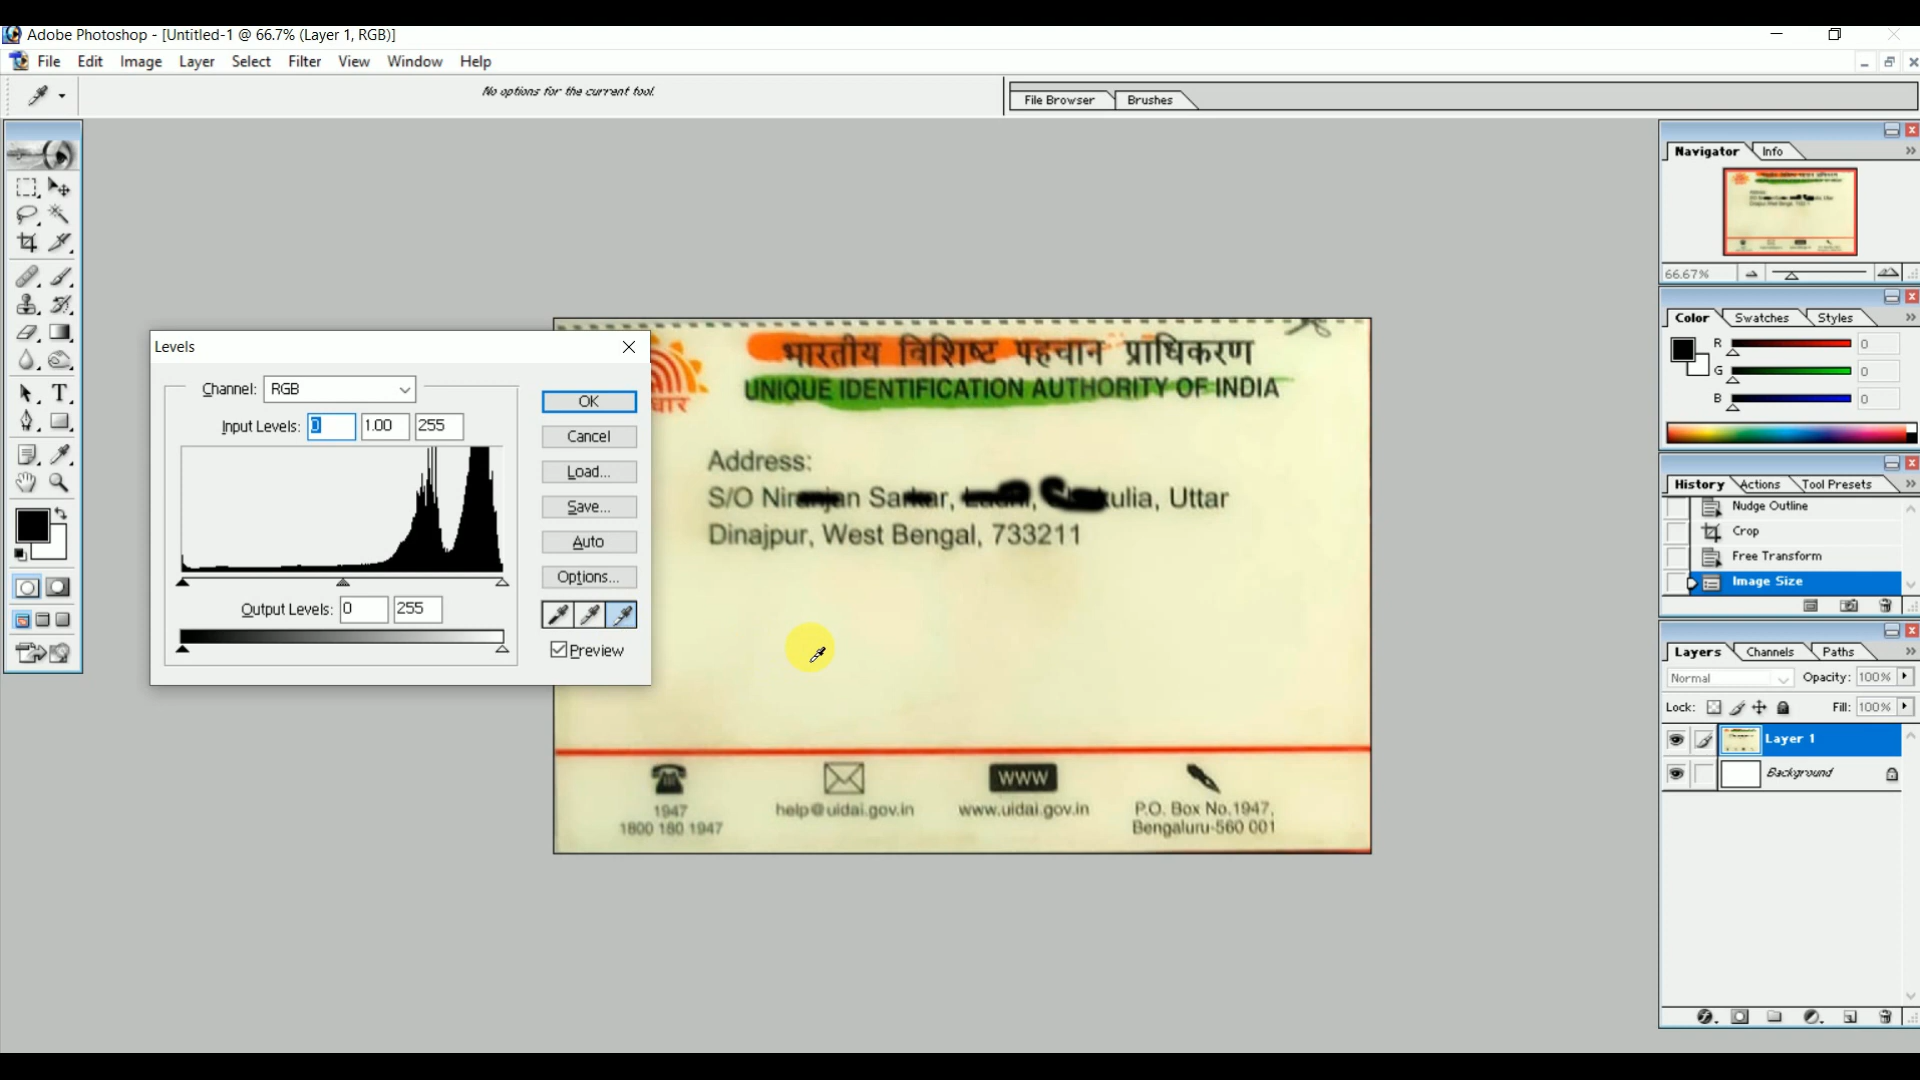 Adobe Photoshop - [Untitled-1 @ 66.7% (Layer 1, RGB)]
File Edit Image Layer Select Filter View Window Help
No options for the current tool.
File Browser Brushes
Navigator Info
66.67%
Color Swatches Styles
R 0
G 0
B 0
History Actions Tool Presets
Nudge Outline
Crop
Free Transform
Image Size
Layers Channels Paths
Normal Opacity: 100%
Lock: Fill: 100%
Layer 1
Background
Levels
Channel: RGB
Input Levels: 0 1.00 255
Output Levels: 0 255
OK
Cancel
Load...
Save...
Auto
Options...
Preview
भारतीय विशिष्ट पहचान प्राधिकरण
UNIQUE IDENTIFICATION AUTHORITY OF INDIA
धार
Address:
S/O Uttar
Dinajpur, West Bengal, 733211
1947
1800 180 1947
help@uidai.gov.in
WWW
www.uidai.gov.in
P.O. Box No.1947,
Bengaluru-560 001